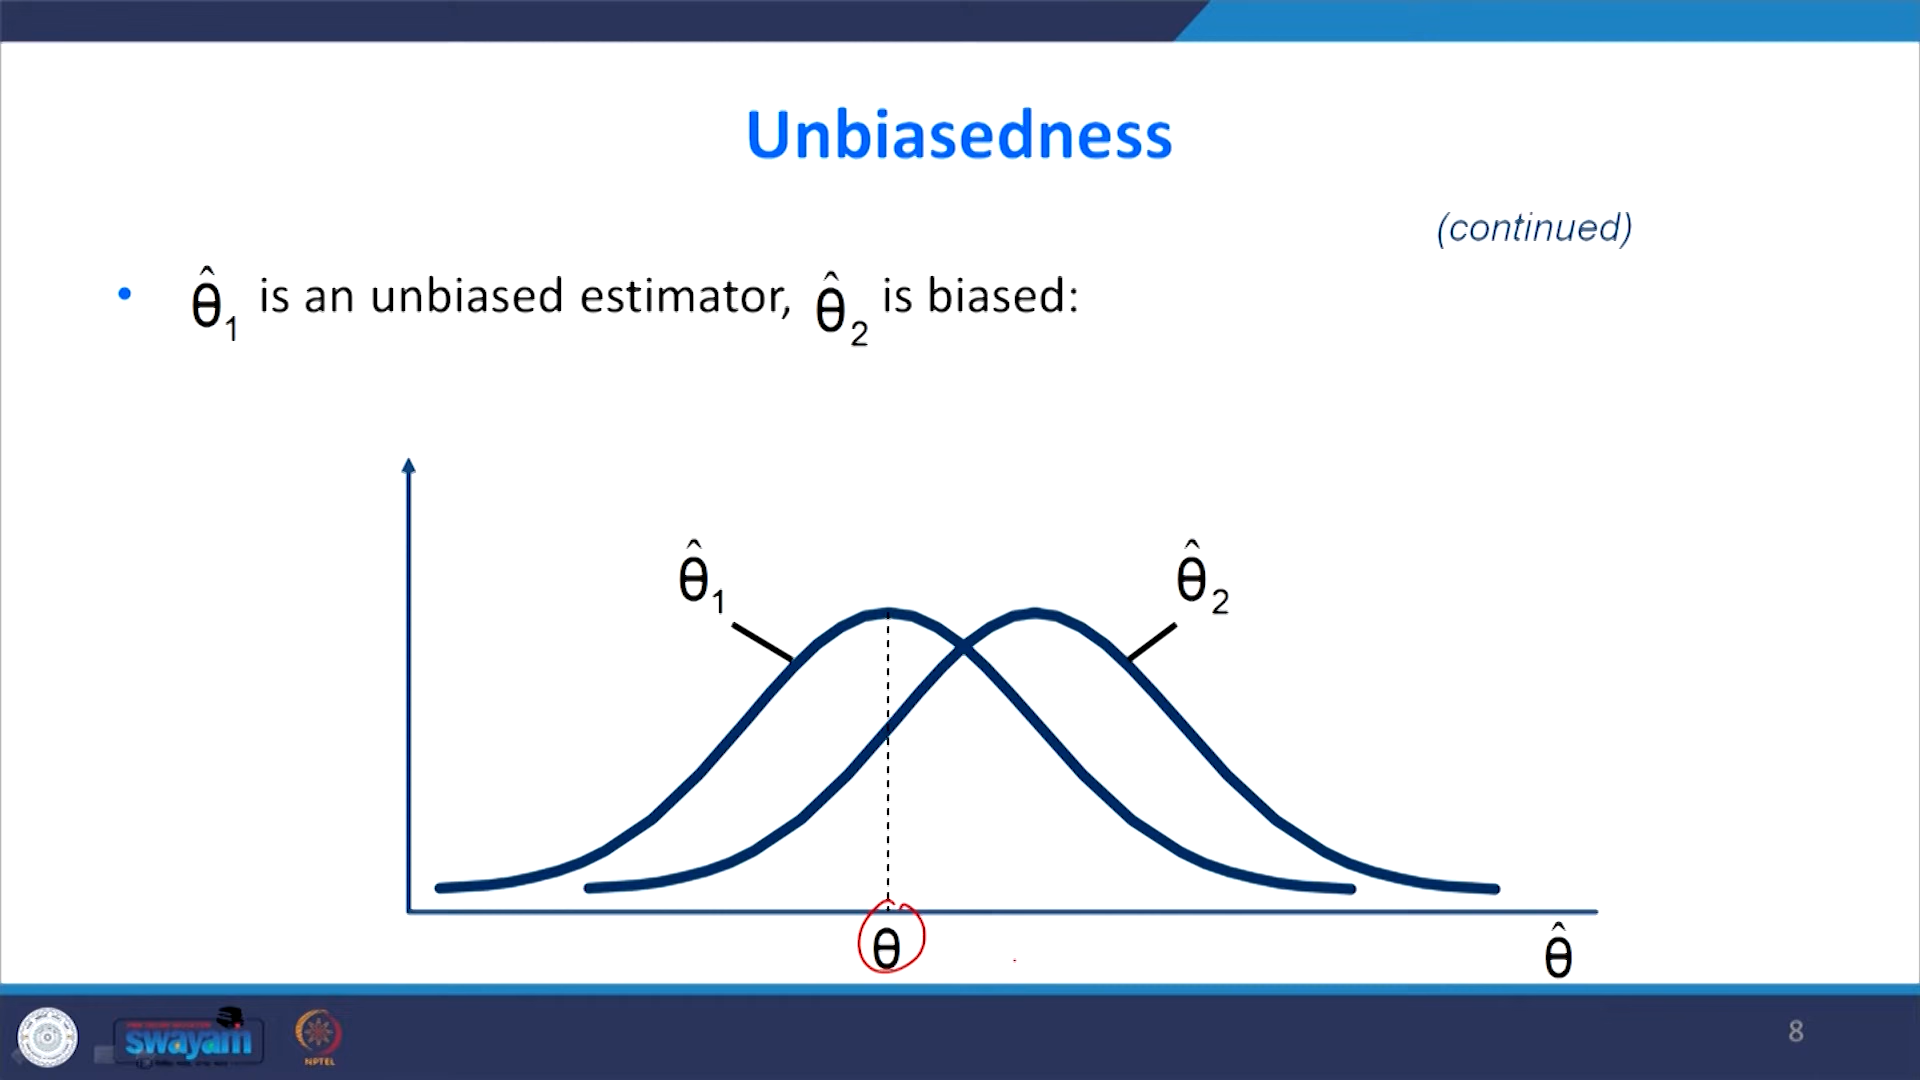 Unbiasedness
(continued)
• θ̂₁ is an unbiased estimator, θ̂₂ is biased:
θ̂₁ θ̂₂
θ
θ̂
swayam
NPTEL
8